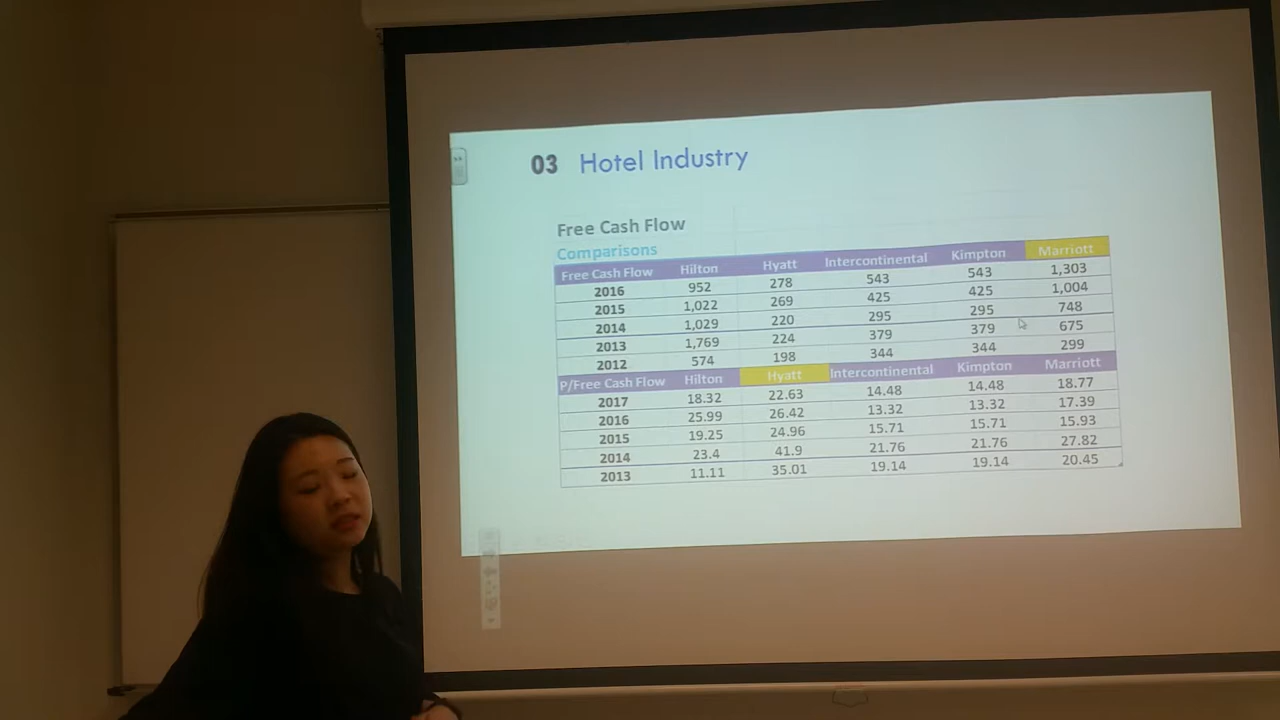 03 Hotel Industry
Free Cash Flow
Comparisons
Free Cash Flow Hilton Hyatt Intercontinental Kimpton Marriott
2016 952 278 543 543 1,303
2015 1,022 269 425 425 1,004
2014 1,029 220 295 295 748
2013 1,769 224 379 379 675
2012 574 198 344 344 299
P/Free Cash Flow Hilton Hyatt Intercontinental Kimpton Marriott
2017 18.32 22.63 14.48 14.48 18.77
2016 25.99 26.42 13.32 13.32 17.39
2015 19.25 24.96 15.71 15.71 15.93
2014 23.4 41.9 21.76 21.76 27.82
2013 11.11 35.01 19.14 19.14 20.45